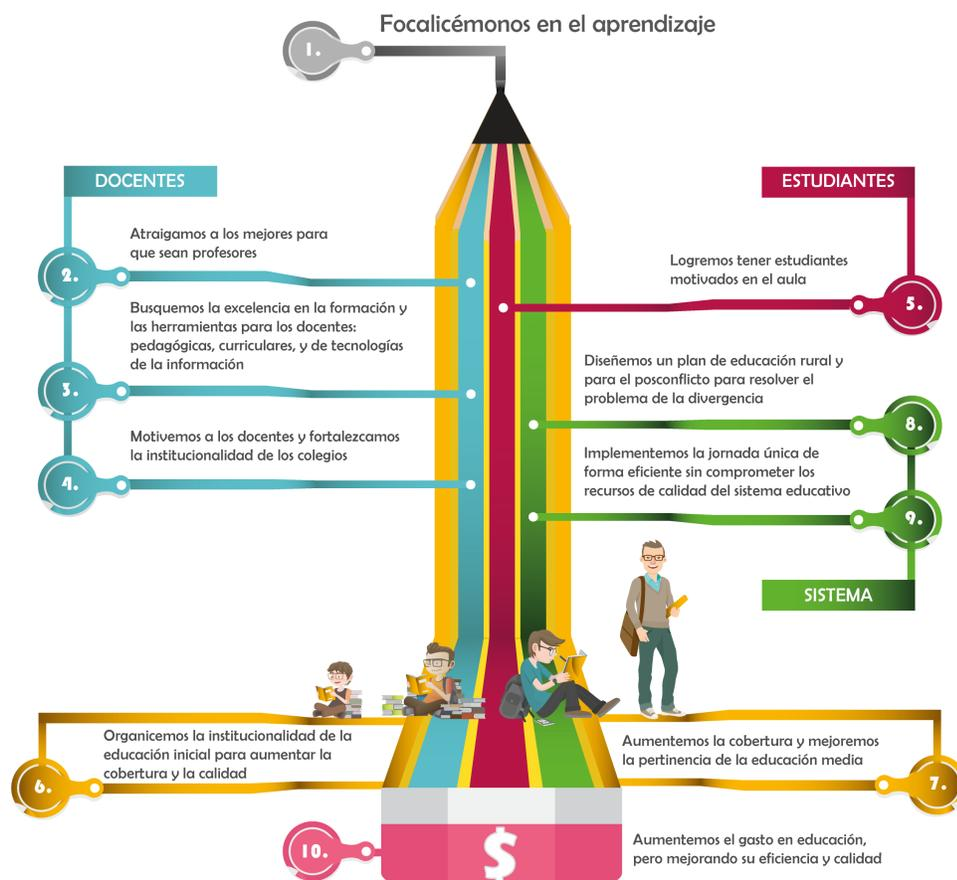 1.
Focalicémonos en el aprendizaje
DOCENTES
2.
Atraigamos a los mejores para
que sean profesores
3.
Busquemos la excelencia en la formación y
las herramientas para los docentes:
pedagógicas, curriculares, y de tecnologías
de la información
4.
Motivemos a los docentes y fortalezcamos
la institucionalidad de los colegios
ESTUDIANTES
Logremos tener estudiantes
motivados en el aula
5.
Diseñemos un plan de educación rural y
para el posconflicto para resolver el
problema de la divergencia
8.
Implementemos la jornada única de
forma eficiente sin comprometer los
recursos de calidad del sistema educativo
9.
SISTEMA
Organicemos la institucionalidad de la
educación inicial para aumentar la
cobertura y la calidad
6.
Aumentemos la cobertura y mejoremos
la pertinencia de la educación media
7.
10.
$
Aumentemos el gasto en educación,
pero mejorando su eficiencia y calidad